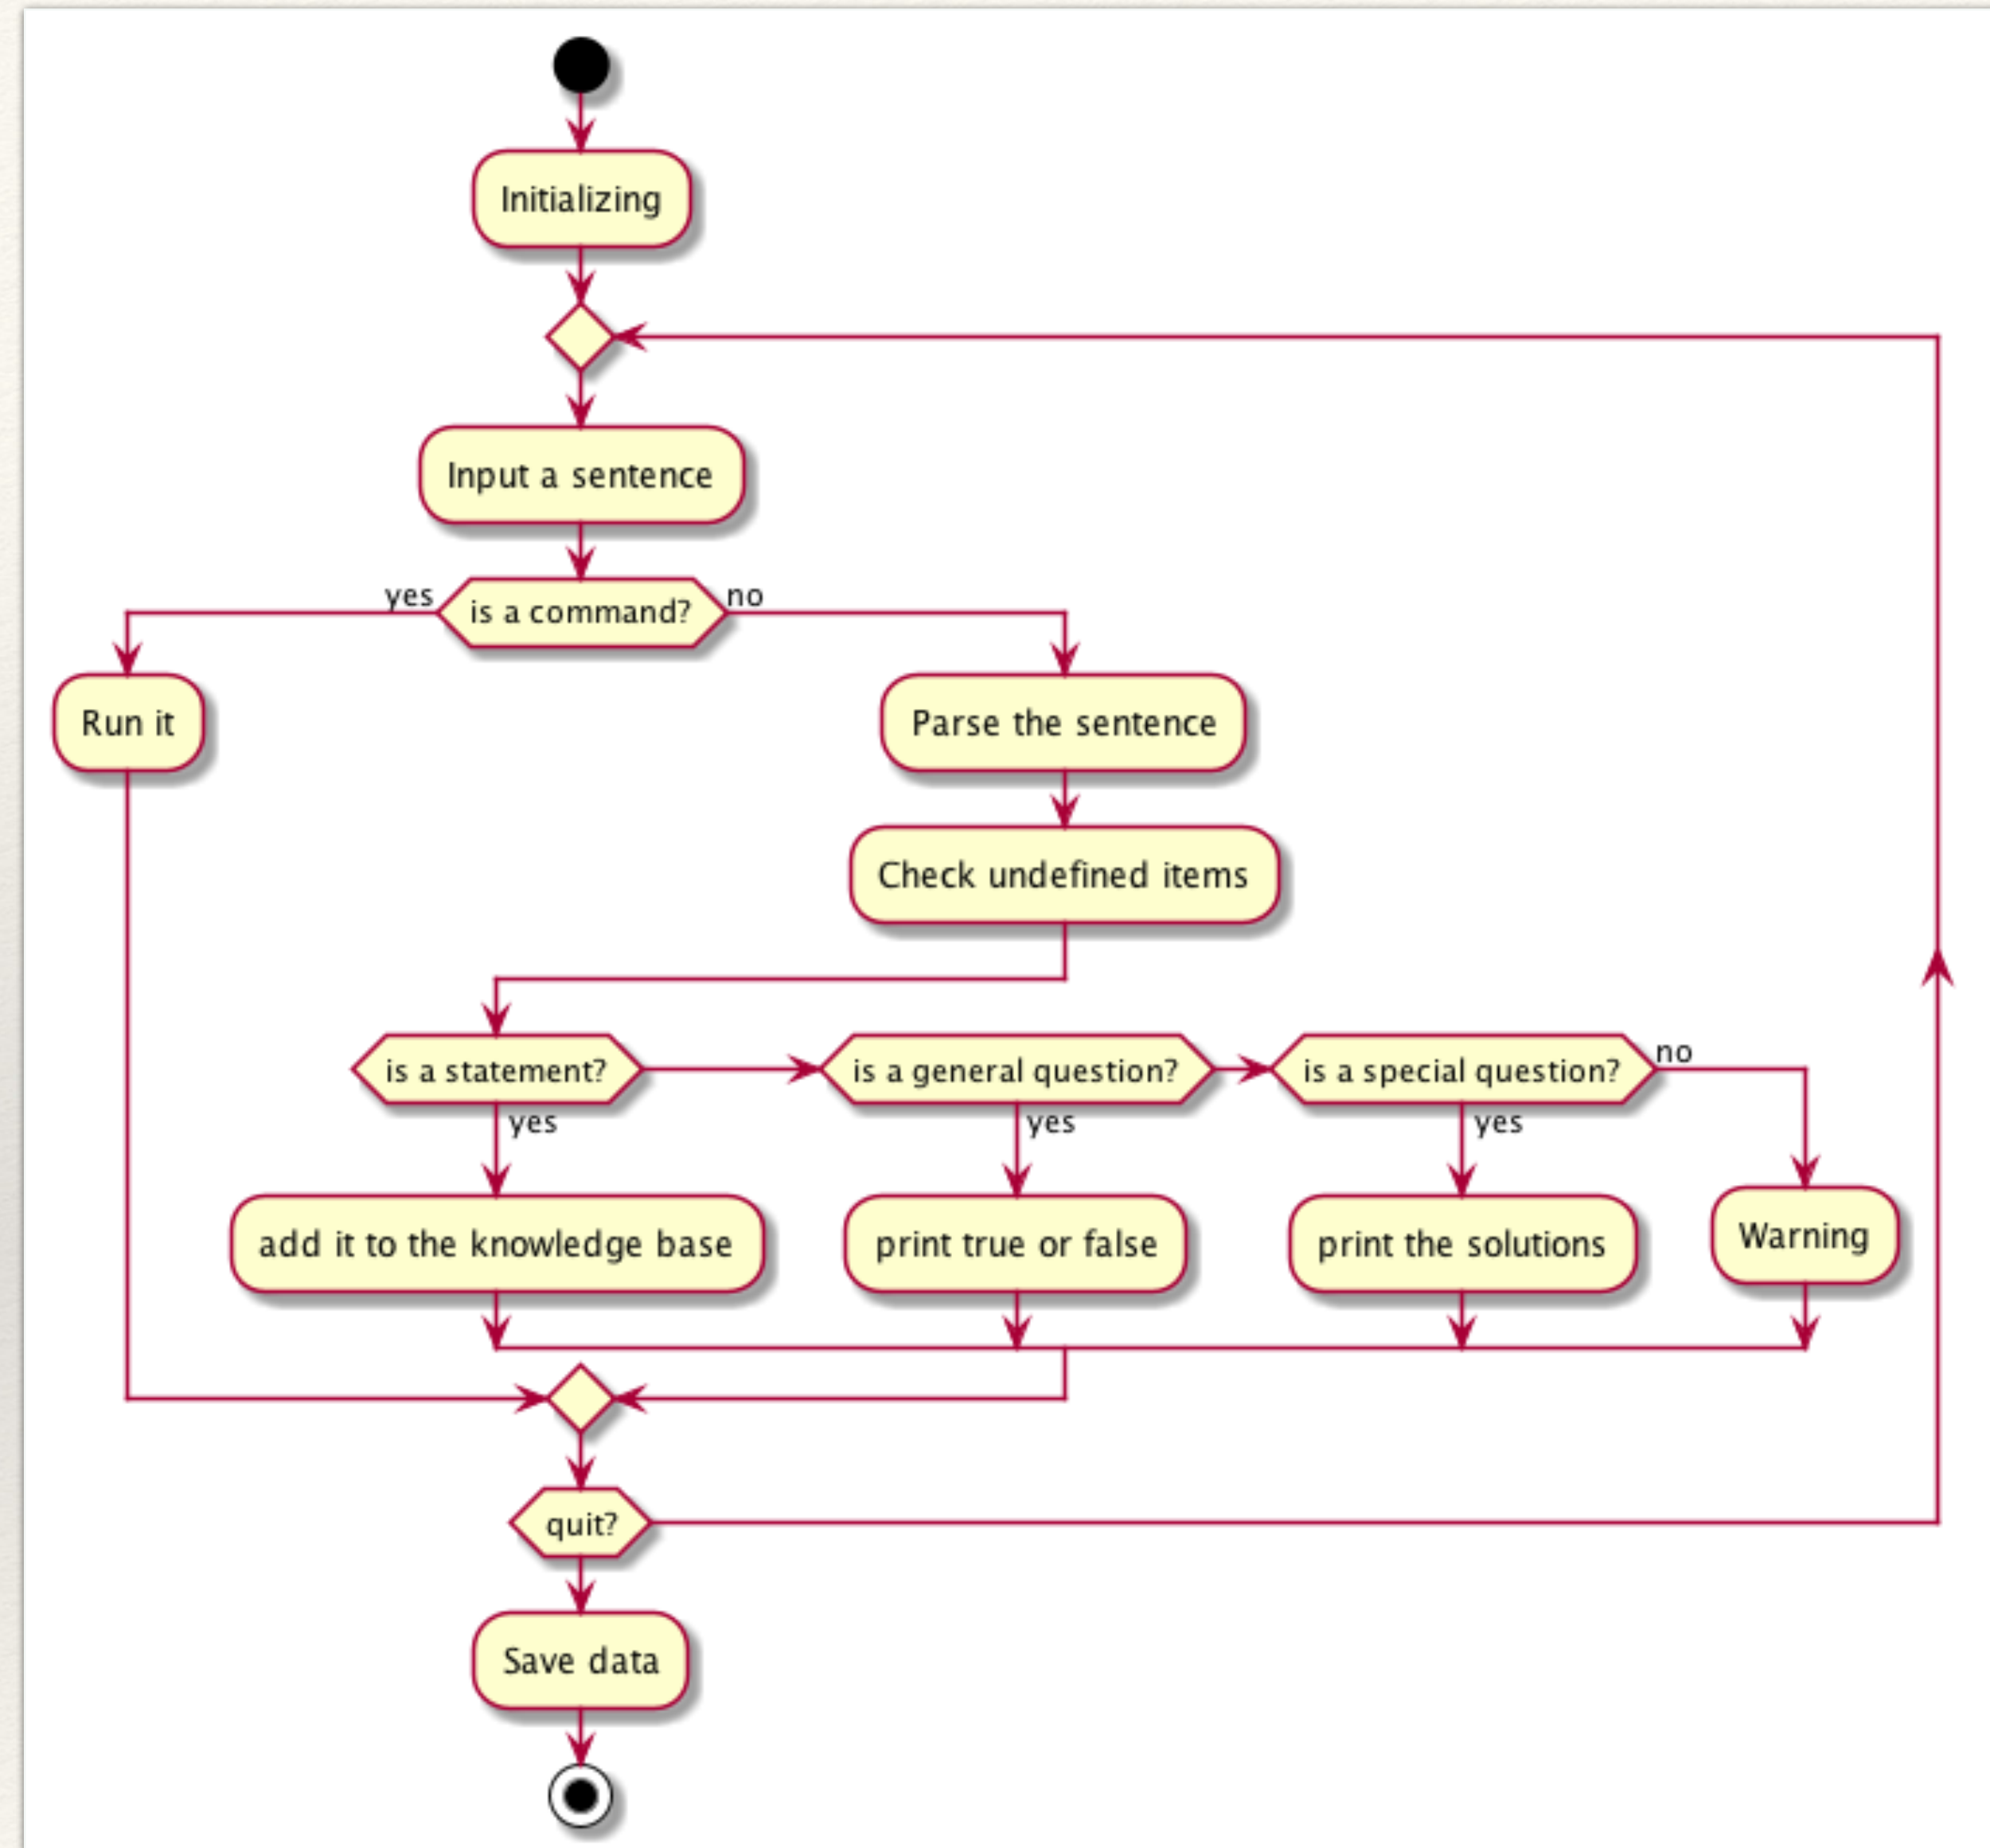 Initializing
Input a sentence
yes
is a command?
no
Run it
Parse the sentence
Check undefined items
is a statement?
is a general question?
is a special question?
no
yes
yes
yes
add it to the knowledge base
print true or false
print the solutions
Warning
quit?
Save data